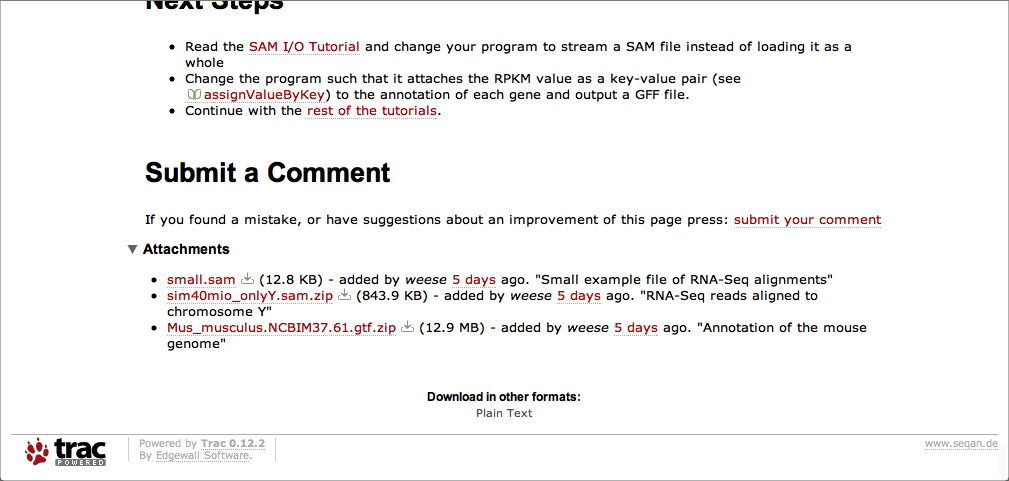 Next Steps
• Read the SAM I/O Tutorial and change your program to stream a SAM file instead of loading it as a
whole
• Change the program such that it attaches the RPKM value as a key-value pair (see
assignValueByKey) to the annotation of each gene and output a GFF file.
• Continue with the rest of the tutorials.
Submit a Comment
If you found a mistake, or have suggestions about an improvement of this page press: submit your comment
▼ Attachments
• small.sam (12.8 KB) - added by weese 5 days ago. "Small example file of RNA-Seq alignments"
• sim40mio_onlyY.sam.zip (843.9 KB) - added by weese 5 days ago. "RNA-Seq reads aligned to
chromosome Y"
• Mus_musculus.NCBIM37.61.gtf.zip (12.9 MB) - added by weese 5 days ago. "Annotation of the mouse
genome"
Download in other formats:
Plain Text
trac
POWERED
Powered by Trac 0.12.2
By Edgewall Software.
www.seqan.de